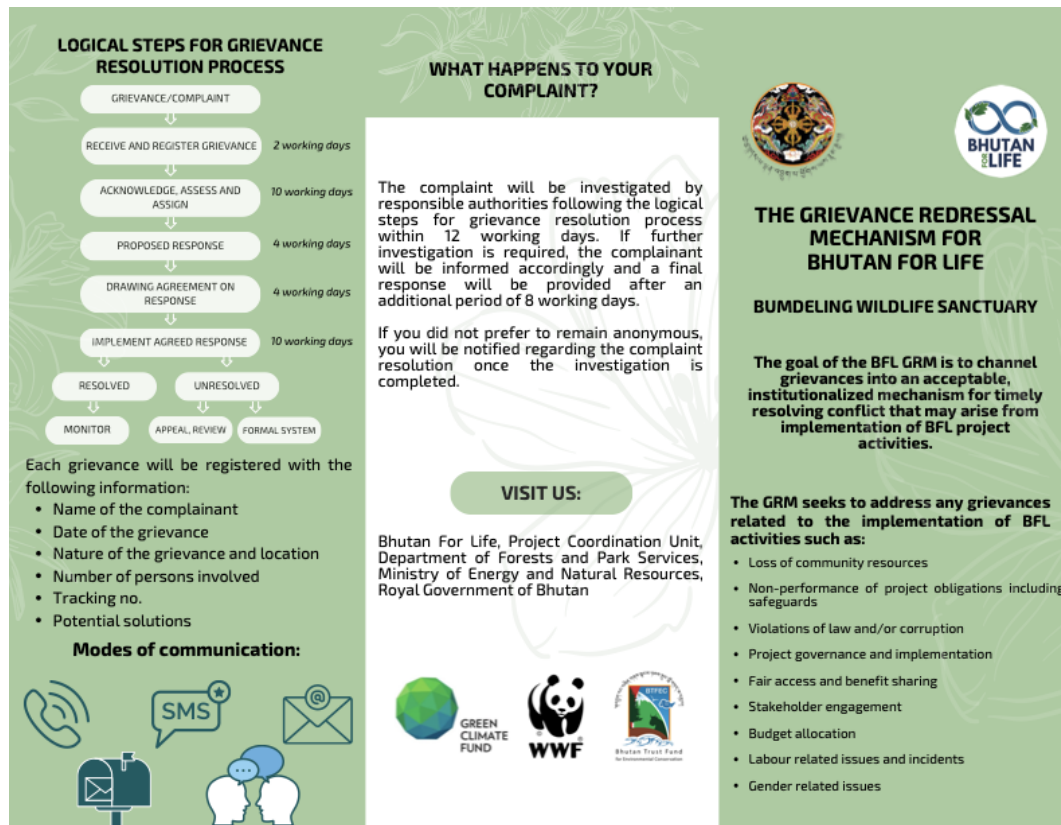 LOGICAL STEPS FOR GRIEVANCE
RESOLUTION PROCESS
GRIEVANCE/COMPLAINT
RECEIVE AND REGISTER GRIEVANCE
2 working days
ACKNOWLEDGE, ASSESS AND
ASSIGN
10 working days
PROPOSED RESPONSE
4 working days
DRAWING AGREEMENT ON
RESPONSE
4 working days
IMPLEMENT AGREED RESPONSE
10 working days
RESOLVED
UNRESOLVED
MONITOR
APPEAL, REVIEW
FORMAL SYSTEM
Each grievance will be registered with the
following information:
• Name of the complainant
• Date of the grievance
• Nature of the grievance and location
• Number of persons involved
• Tracking no.
• Potential solutions
Modes of communication:
SMS
@
WHAT HAPPENS TO YOUR
COMPLAINT?
The complaint will be investigated by
responsible authorities following the logical
steps for grievance resolution process
within 12 working days. If further
investigation is required, the complainant
will be informed accordingly and a final
response will be provided after an
additional period of 8 working days.
If you did not prefer to remain anonymous,
you will be notified regarding the complaint
resolution once the investigation is
completed.
VISIT US:
Bhutan For Life, Project Coordination Unit,
Department of Forests and Park Services,
Ministry of Energy and Natural Resources,
Royal Government of Bhutan
GREEN
CLIMATE
FUND
WWF
BTFEC
Bhutan Trust Fund
for Environmental Conservation
BHUTAN
FOR LIFE
THE GRIEVANCE REDRESSAL
MECHANISM FOR
BHUTAN FOR LIFE
BUMDELING WILDLIFE SANCTUARY
The goal of the BFL GRM is to channel
grievances into an acceptable,
institutionalized mechanism for timely
resolving conflict that may arise from
implementation of BFL project
activities.
The GRM seeks to address any grievances
related to the implementation of BFL
activities such as:
• Loss of community resources
• Non-performance of project obligations including
safeguards
• Violations of law and/or corruption
• Project governance and implementation
• Fair access and benefit sharing
• Stakeholder engagement
• Budget allocation
• Labour related issues and incidents
• Gender related issues